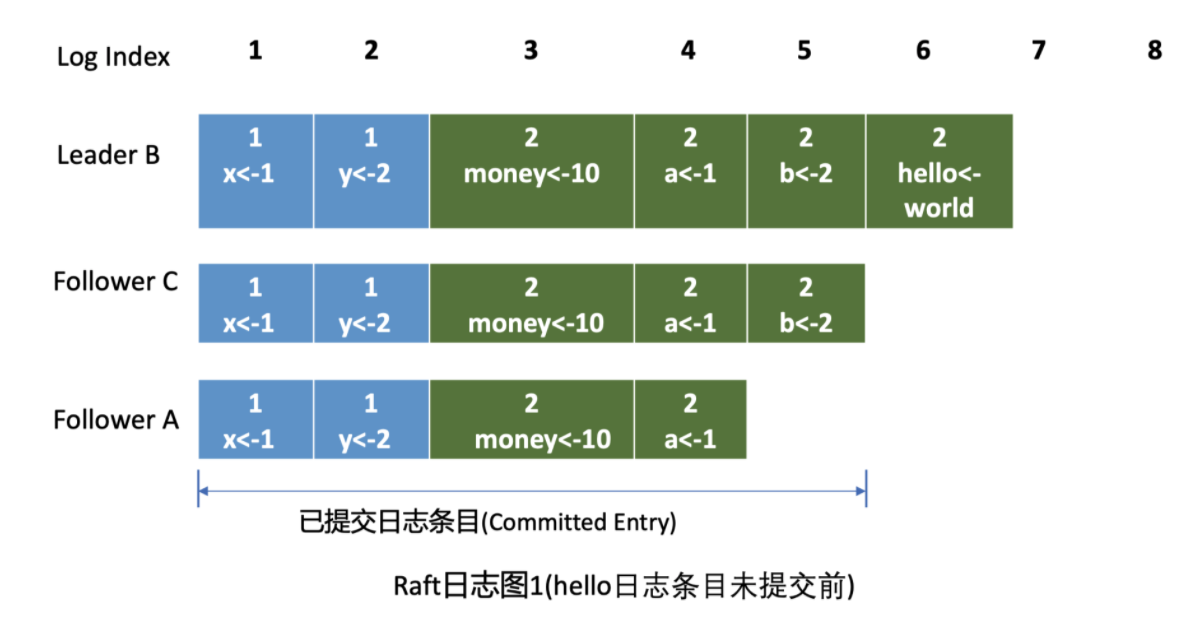 Log Index 1 2 3 4 5 6 7 8
Leader B
1 1 2 2 2 2
x<-1 y<-2 money<-10 a<-1 b<-2 hello<-
world
Follower C
1 1 2 2 2
x<-1 y<-2 money<-10 a<-1 b<-2
Follower A
1 1 2 2
x<-1 y<-2 money<-10 a<-1
已提交日志条目(Committed Entry)
Raft日志图1(hello日志条目未提交前)